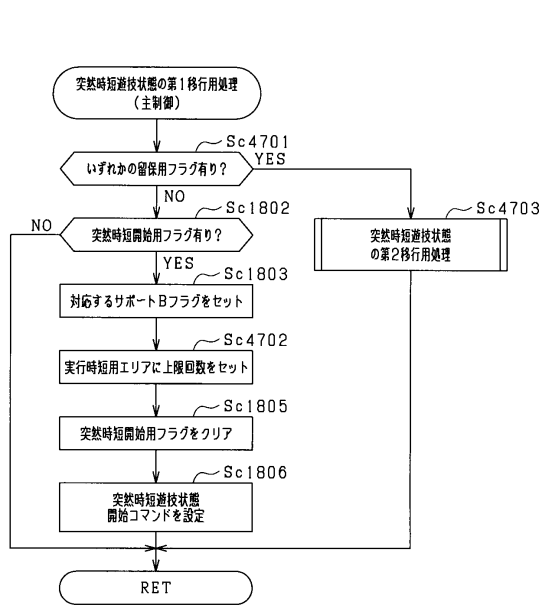 突然時短遊技状態の第1移行用処理
(主制御)
Sc4701
いずれかの留保用フラグ有り?
YES
NO
Sc1802
突然時短開始用フラグ有り?
NO
YES
Sc4703
突然時短遊技状態
の第2移行用処理
Sc1803
対応するサポートBフラグをセット
Sc4702
実行時短用エリアに上限回数をセット
Sc1805
突然時短開始用フラグをクリア
Sc1806
突然時短遊技状態
開始コマンドを設定
RET